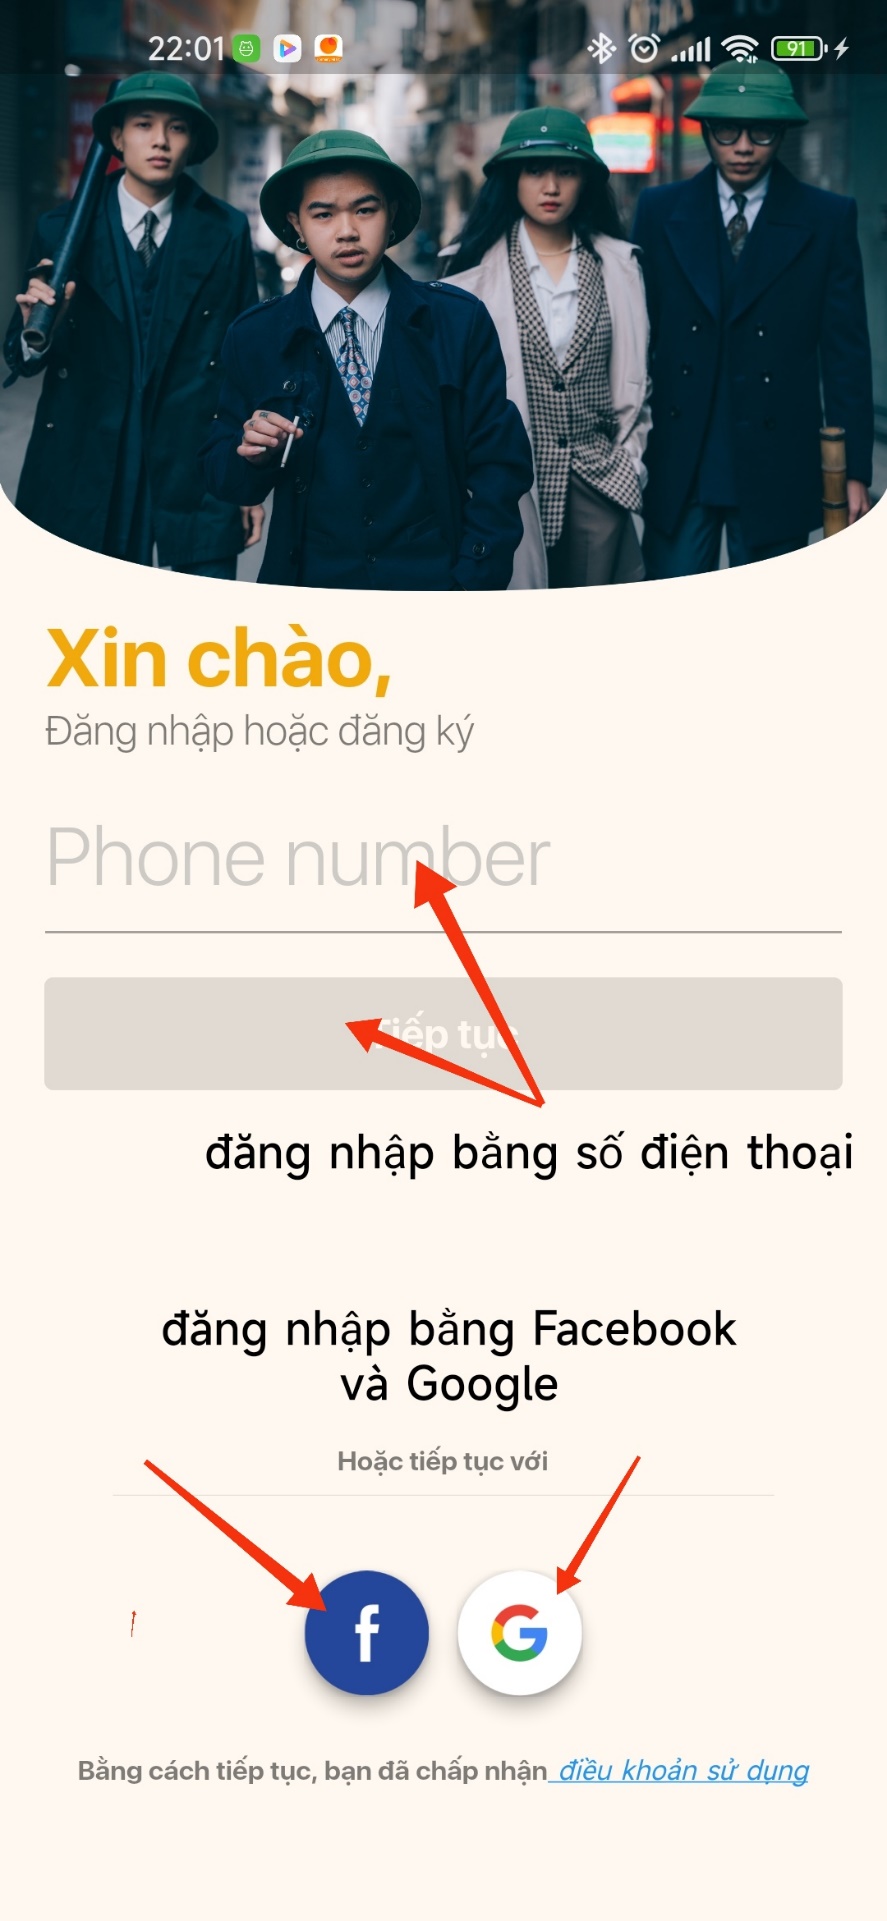 22:01
91
Xin chào,
Đăng nhập hoặc đăng ký
Phone number
Tiếp tục
đăng nhập bằng số điện thoại
đăng nhập bằng Facebook
và Google
Hoặc tiếp tục với
f
G
Bằng cách tiếp tục, bạn đã chấp nhận điều khoản sử dụng